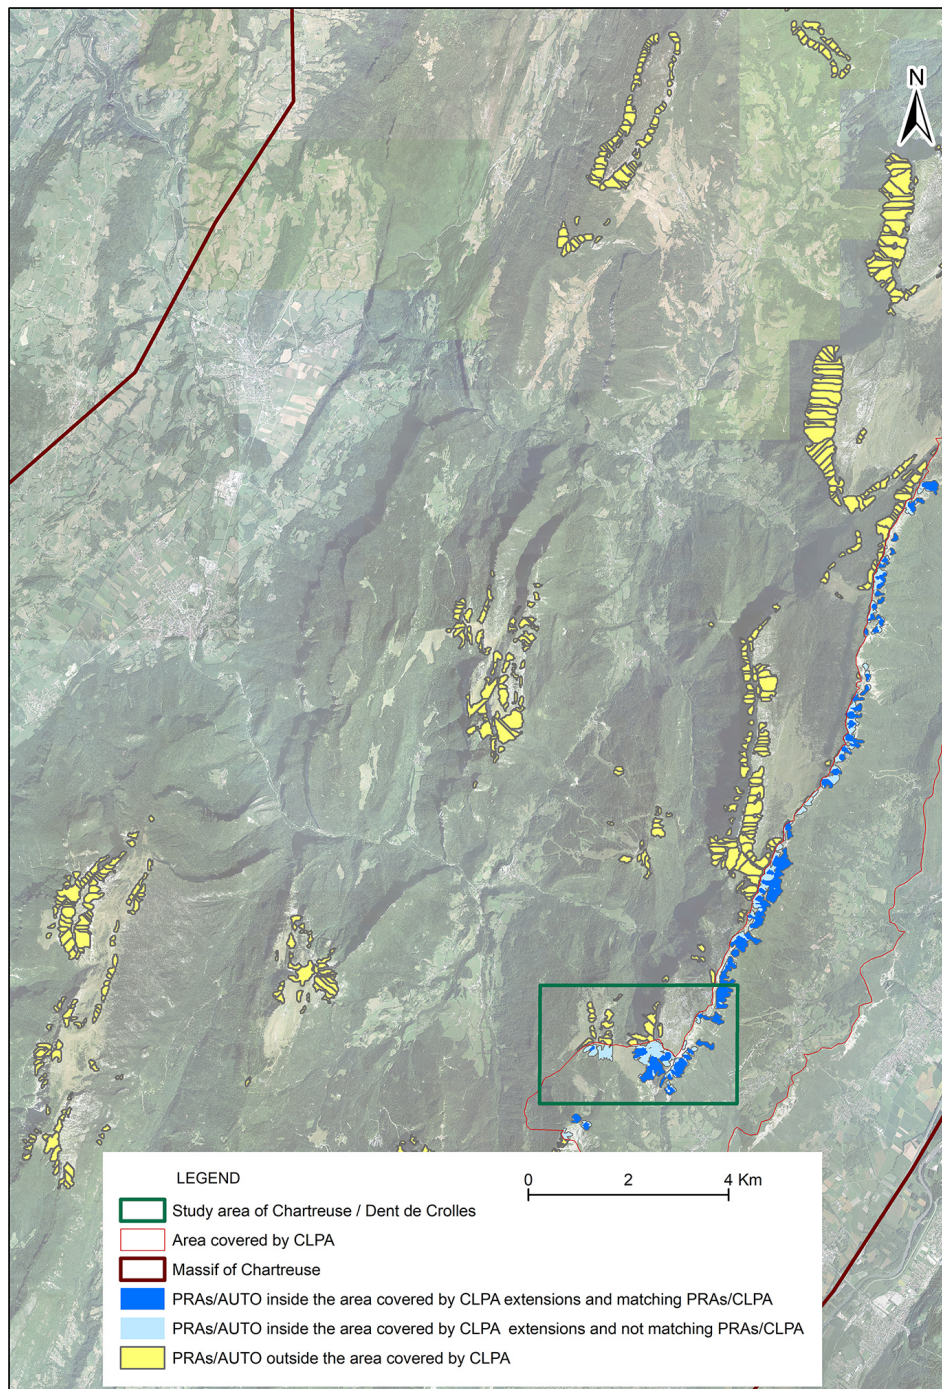 N
LEGEND
0 2 4 Km
Study area of Chartreuse / Dent de Crolles
Area covered by CLPA
Massif of Chartreuse
PRAs/AUTO inside the area covered by CLPA extensions and matching PRAs/CLPA
PRAs/AUTO inside the area covered by CLPA extensions and not matching PRAs/CLPA
PRAs/AUTO outside the area covered by CLPA